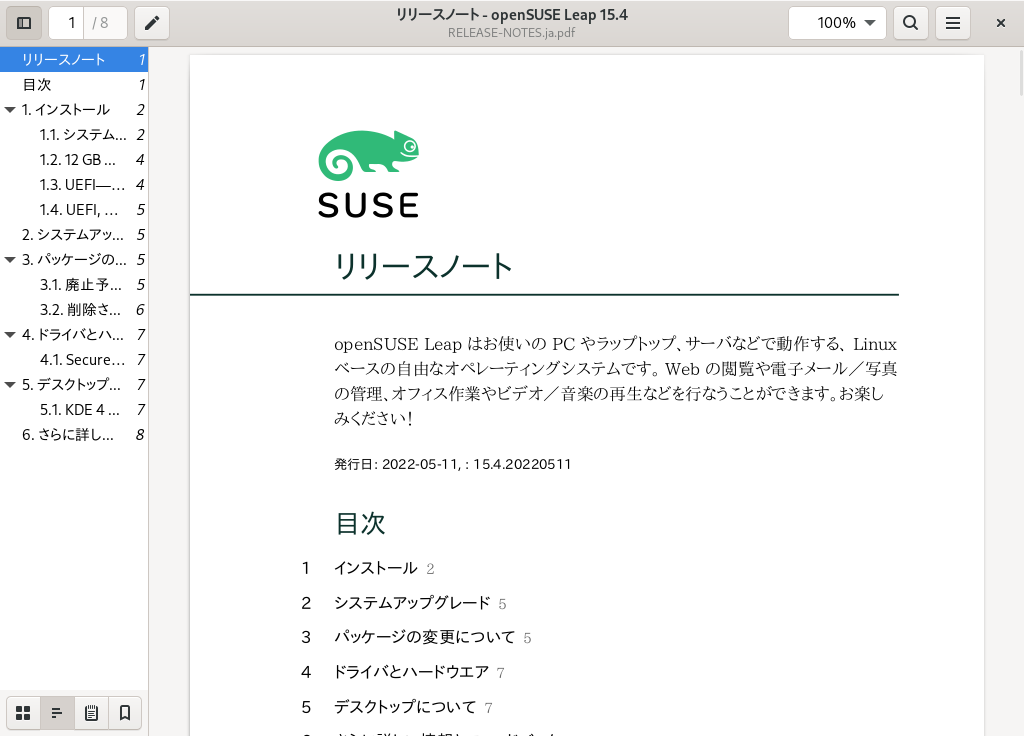 1 / 8
リリースノート - openSUSE Leap 15.4
RELEASE-NOTES.ja.pdf
100%
リリースノート 1
目次 1
1. インストール 2
1.1. システム... 2
1.2. 12 GB ... 4
1.3. UEFI—... 4
1.4. UEFI, ... 5
2. システムアッ... 5
3. パッケージの... 5
3.1. 廃止予... 5
3.2. 削除さ... 6
4. ドライバとハ... 7
4.1. Secure... 7
5. デスクトップ... 7
5.1. KDE 4 ... 7
6. さらに詳し... 8
SUSE
リリースノート
openSUSE Leap はお使いの PC やラップトップ、サーバなどで動作する、 Linux
ベースの自由なオペレーティングシステムです。 Web の閲覧や電子メール／写真
の管理、オフィス作業やビデオ／音楽の再生などを行なうことができます。お楽し
みください！
発行日: 2022-05-11, : 15.4.20220511
目次
1 インストール 2
2 システムアップグレード 5
3 パッケージの変更について 5
4 ドライバとハードウエア 7
5 デスクトップについて 7